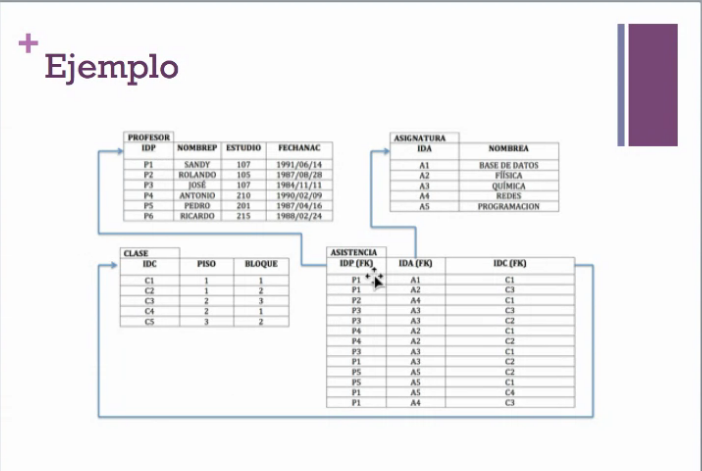 +
Ejemplo
PROFESOR
IDP NOMBREP ESTUDIO FECHANAC
P1 SANDY 107 1991/06/14
P2 ROLANDO 105 1987/08/28
P3 JOSÉ 107 1984/11/11
P4 ANTONIO 210 1990/02/09
P5 PEDRO 201 1987/04/16
P6 RICARDO 215 1988/02/24
ASIGNATURA
IDA NOMBREA
A1 BASE DE DATOS
A2 FÍÍSICA
A3 QUÍMICA
A4 REDES
A5 PROGRAMACION
CLASE
IDC PISO BLOQUE
C1 1 1
C2 1 2
C3 2 3
C4 2 1
C5 3 2
ASISTENCIA
IDP (FK) IDA (FK) IDC (FK)
P1 A1 C1
P1 A2 C3
P2 A4 C1
P3 A3 C3
P3 A3 C2
P4 A2 C1
P4 A2 C2
P3 A3 C1
P1 A3 C2
P5 A5 C2
P5 A5 C1
P1 A5 C4
P1 A4 C3